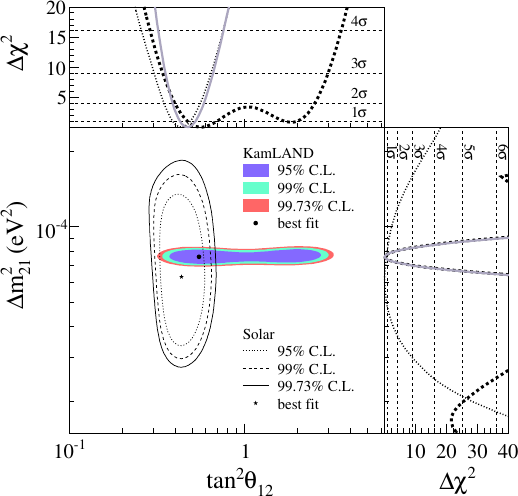 20
15
10
5
Δχ²
4σ
3σ
2σ
1σ
KamLAND
95% C.L.
99% C.L.
99.73% C.L.
best fit
10⁻⁴
Δm²₂₁ (eV²)
Solar
95% C.L.
99% C.L.
99.73% C.L.
best fit
1σ
2σ
3σ
4σ
5σ
6σ
10⁻¹
1
tan²θ₁₂
10 20 30 40
Δχ²